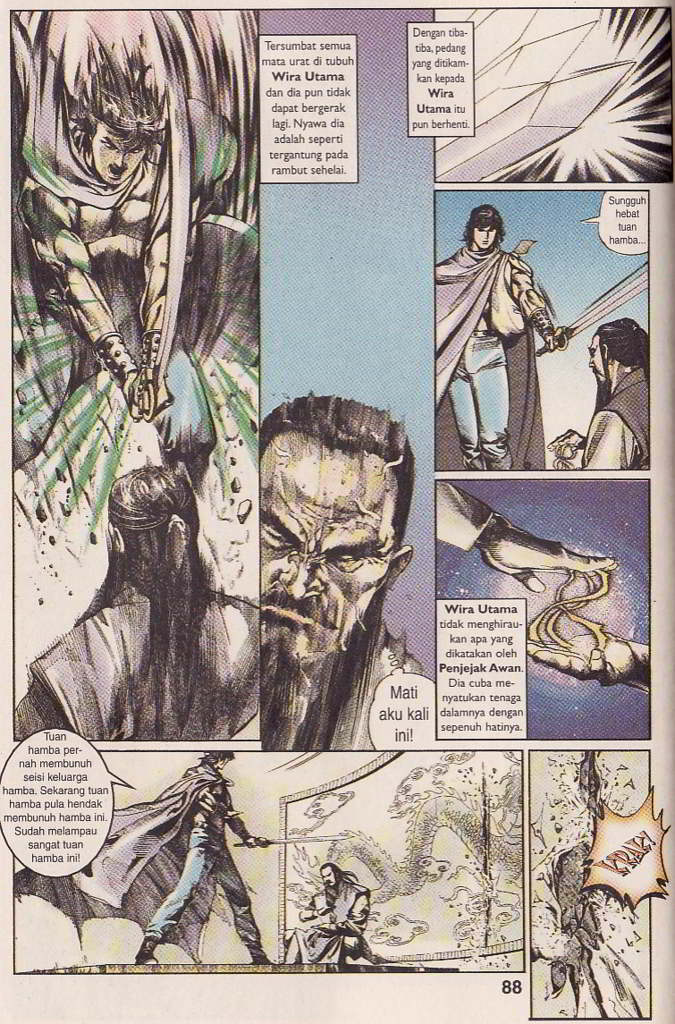 Tersumbat semua
mata urat di tubuh
Wira Utama
dan dia pun tidak
dapat bergerak
lagi. Nyawa dia
adalah seperti
tergantung pada
rambut sehelai.
Dengan tiba-
tiba, pedang
yang ditikam-
kan kepada
Wira
Utama itu
pun berhenti.
Sungguh
hebat
tuan
hamba...
Mati
aku kali
ini!
Wira Utama
tidak menghirau-
kan apa yang
dikatakan oleh
Penjejak Awan.
Dia cuba me-
nyatukan tenaga
dalamnya dengan
sepenuh hatinya.
Tuan
hamba per-
nah membunuh
seisi keluarga
hamba. Sekarang tuan
hamba pula hendak
membunuh hamba ini.
Sudah melampau
sangat tuan
hamba ini!
KRAK!
88